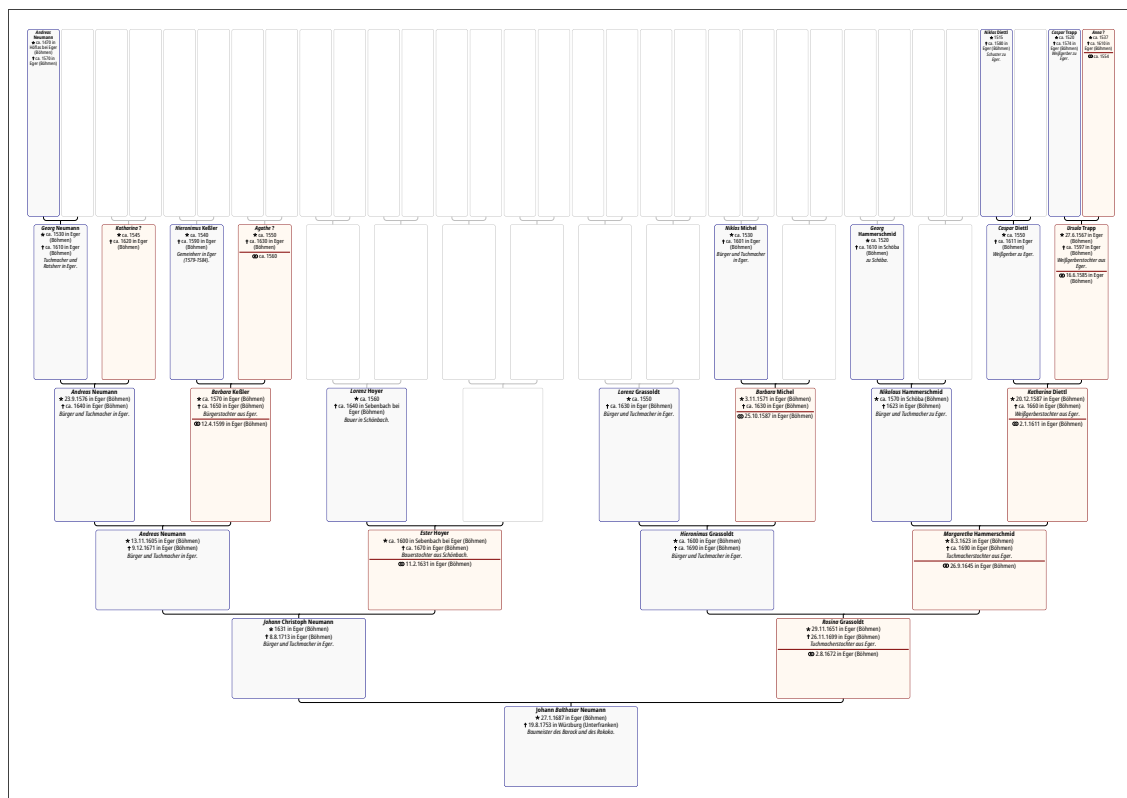 Andreas
Neumann
★ ca. 1470 in
Höflas bei Eger
(Böhmen)
✝ ca. 1570 in
Eger (Böhmen)
Niklas Diettl
★ 1515
✝ ca. 1580 in
Eger (Böhmen)
Eger.
Caspar Trapp
★ ca. 1520
✝ ca. 1574 in
Eger (Böhmen)
Weißgerber zu
Eger.
Anna ?
★ ca. 1537
✝ ca. 1610 in
Eger (Böhmen)
⚭ ca. 1554
Georg Neumann
★ ca. 1530 in Eger
(Böhmen)
✝ ca. 1610 in Eger
(Böhmen)
Tuchmacher und
Ratsherr in Eger.
Katharina ?
★ ca. 1545
✝ ca. 1620 in Eger
(Böhmen)
Hieronimus Keßler
★ ca. 1540
✝ ca. 1590 in Eger
(Böhmen)
Gemeinherr in Eger
(1579-1584).
Agathe ?
★ ca. 1550
✝ ca. 1630 in Eger
(Böhmen)
⚭ ca. 1560
Niklas Michel
★ ca. 1530
✝ ca. 1601 in Eger
(Böhmen)
Bürger und Tuchmacher
in Eger.
Georg
Hammerschmid
★ ca. 1520
✝ ca. 1610 in Schöba
(Böhmen)
zu Schöba.
Caspar Diettl
★ ca. 1550
✝ ca. 1611 in Eger
(Böhmen)
Weißgerber zu Eger.
Ursula Trapp
★ 27.6.1567 in Eger
(Böhmen)
✝ ca. 1597 in Eger
(Böhmen)
Weißgerberstochter aus
Eger.
⚭ 16.6.1585 in Eger
(Böhmen)
Andreas Neumann
★ 23.9.1576 in Eger (Böhmen)
✝ ca. 1640 in Eger (Böhmen)
Bürger und Tuchmacher in Eger.
Barbara Keßler
★ ca. 1570 in Eger (Böhmen)
✝ ca. 1650 in Eger (Böhmen)
Bürgerstochter aus Eger.
⚭ 12.4.1599 in Eger (Böhmen)
Lorenz Hoyer
★ ca. 1560
✝ ca. 1640 in Sebenbach bei
Eger (Böhmen)
Bauer in Schönbach.
Lorenz Grassoldt
★ ca. 1550
✝ ca. 1630 in Eger (Böhmen)
Bürger und Tuchmacher in Eger.
Barbara Michel
★ 3.11.1571 in Eger (Böhmen)
✝ ca. 1630 in Eger (Böhmen)
⚭ 25.10.1587 in Eger (Böhmen)
Nikolaus Hammerschmid
★ ca. 1570 in Schöba (Böhmen)
✝ 1623 in Eger (Böhmen)
Bürger und Tuchmacher zu Eger.
Katharina Diettl
★ 20.12.1587 in Eger (Böhmen)
✝ ca. 1660 in Eger (Böhmen)
Weißgerberstochter aus Eger.
⚭ 2.1.1611 in Eger (Böhmen)
Andreas Neumann
★ 13.11.1605 in Eger (Böhmen)
✝ 9.12.1671 in Eger (Böhmen)
Bürger und Tuchmacher in Eger.
Ester Hoyer
★ ca. 1600 in Sebenbach bei Eger (Böhmen)
✝ ca. 1670 in Eger (Böhmen)
Bauerstochter aus Schönbach.
⚭ 11.2.1631 in Eger (Böhmen)
Hieronimus Grassoldt
★ ca. 1600 in Eger (Böhmen)
✝ ca. 1690 in Eger (Böhmen)
Bürger und Tuchmacher in Eger.
Margaretha Hammerschmid
★ 8.3.1623 in Eger (Böhmen)
✝ ca. 1690 in Eger (Böhmen)
Tuchmacherstochter aus Eger.
⚭ 26.9.1645 in Eger (Böhmen)
Johann Christoph Neumann
★ 1631 in Eger (Böhmen)
✝ 8.8.1713 in Eger (Böhmen)
Bürger und Tuchmacher in Eger.
Rosina Grassoldt
★ 29.11.1651 in Eger (Böhmen)
✝ 26.11.1699 in Eger (Böhmen)
Tuchmacherstochter aus Eger.
⚭ 2.8.1672 in Eger (Böhmen)
Johann Balthasar Neumann
★ 27.1.1687 in Eger (Böhmen)
✝ 19.8.1753 in Würzburg (Unterfranken)
Baumeister des Barock und des Rokoko.